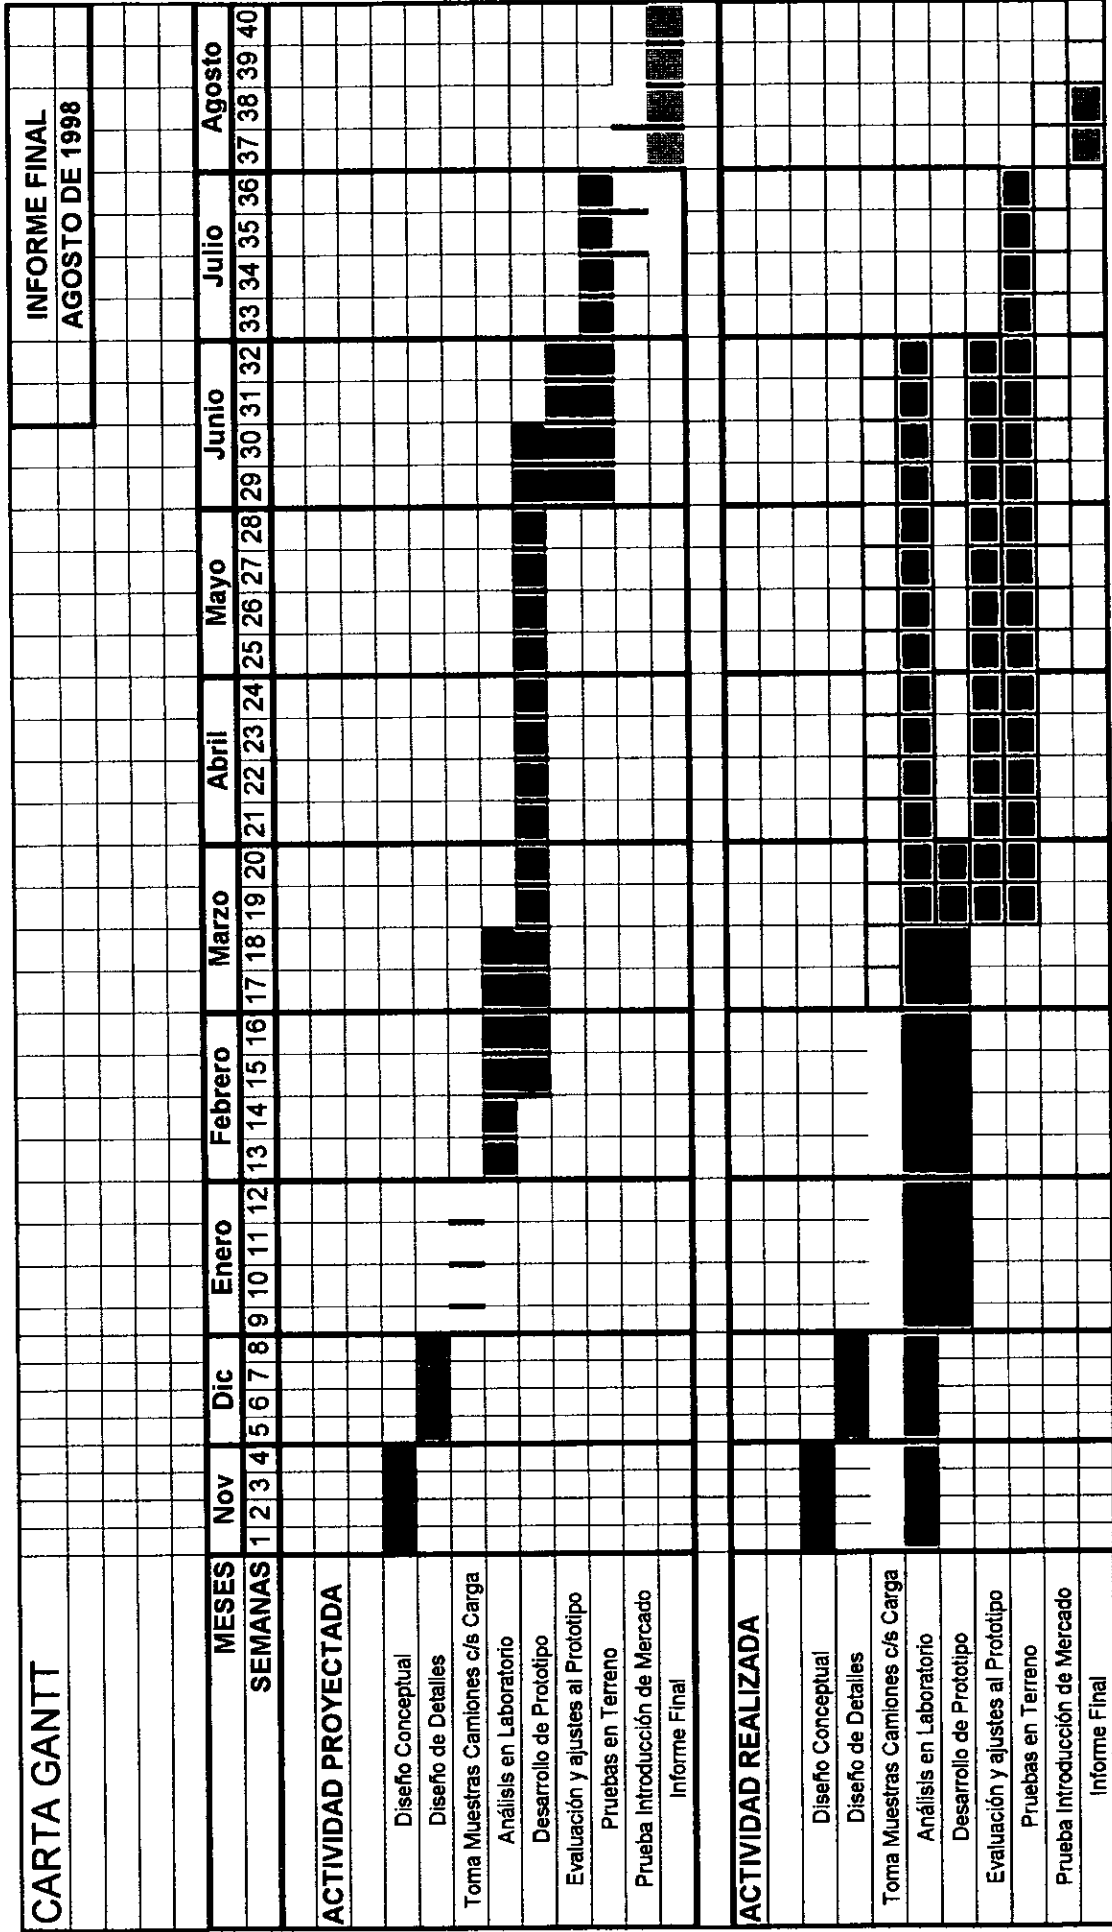 CARTA GANTT
INFORME FINAL
AGOSTO DE 1998
MESES Nov Dic Enero Febrero Marzo Abril Mayo Junio Julio Agosto
SEMANAS 1 2 3 4 5 6 7 8 9 10 11 12 13 14 15 16 17 18 19 20 21 22 23 24 25 26 27 28 29 30 31 32 33 34 35 36 37 38 39 40
ACTIVIDAD PROYECTADA
Diseño Conceptual
Diseño de Detalles
Toma Muestras Camiones c/s Carga
Análisis en Laboratorio
Desarrollo de Prototipo
Evaluación y ajustes al Prototipo
Pruebas en Terreno
Prueba Introducción de Mercado
Informe Final
ACTIVIDAD REALIZADA
Diseño Conceptual
Diseño de Detalles
Toma Muestras Camiones c/s Carga
Análisis en Laboratorio
Desarrollo de Prototipo
Evaluación y ajustes al Prototipo
Pruebas en Terreno
Prueba Introducción de Mercado
Informe Final